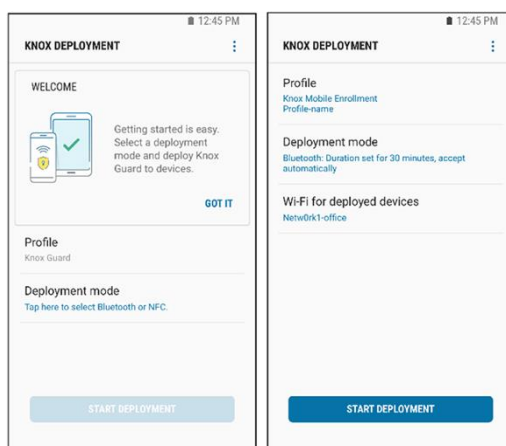 12:45 PM
KNOX DEPLOYMENT
WELCOME
Getting started is easy.
Select a deployment
mode and deploy Knox
Guard to devices.
GOT IT
Profile
Knox Guard
Deployment mode
Tap here to select Bluetooth or NFC.
START DEPLOYMENT
12:45 PM
KNOX DEPLOYMENT
Profile
Knox Mobile Enrollment
Profile-name
Deployment mode
Bluetooth: Duration set for 30 minutes, accept
automatically
Wi-Fi for deployed devices
Netw0rk1-office
START DEPLOYMENT